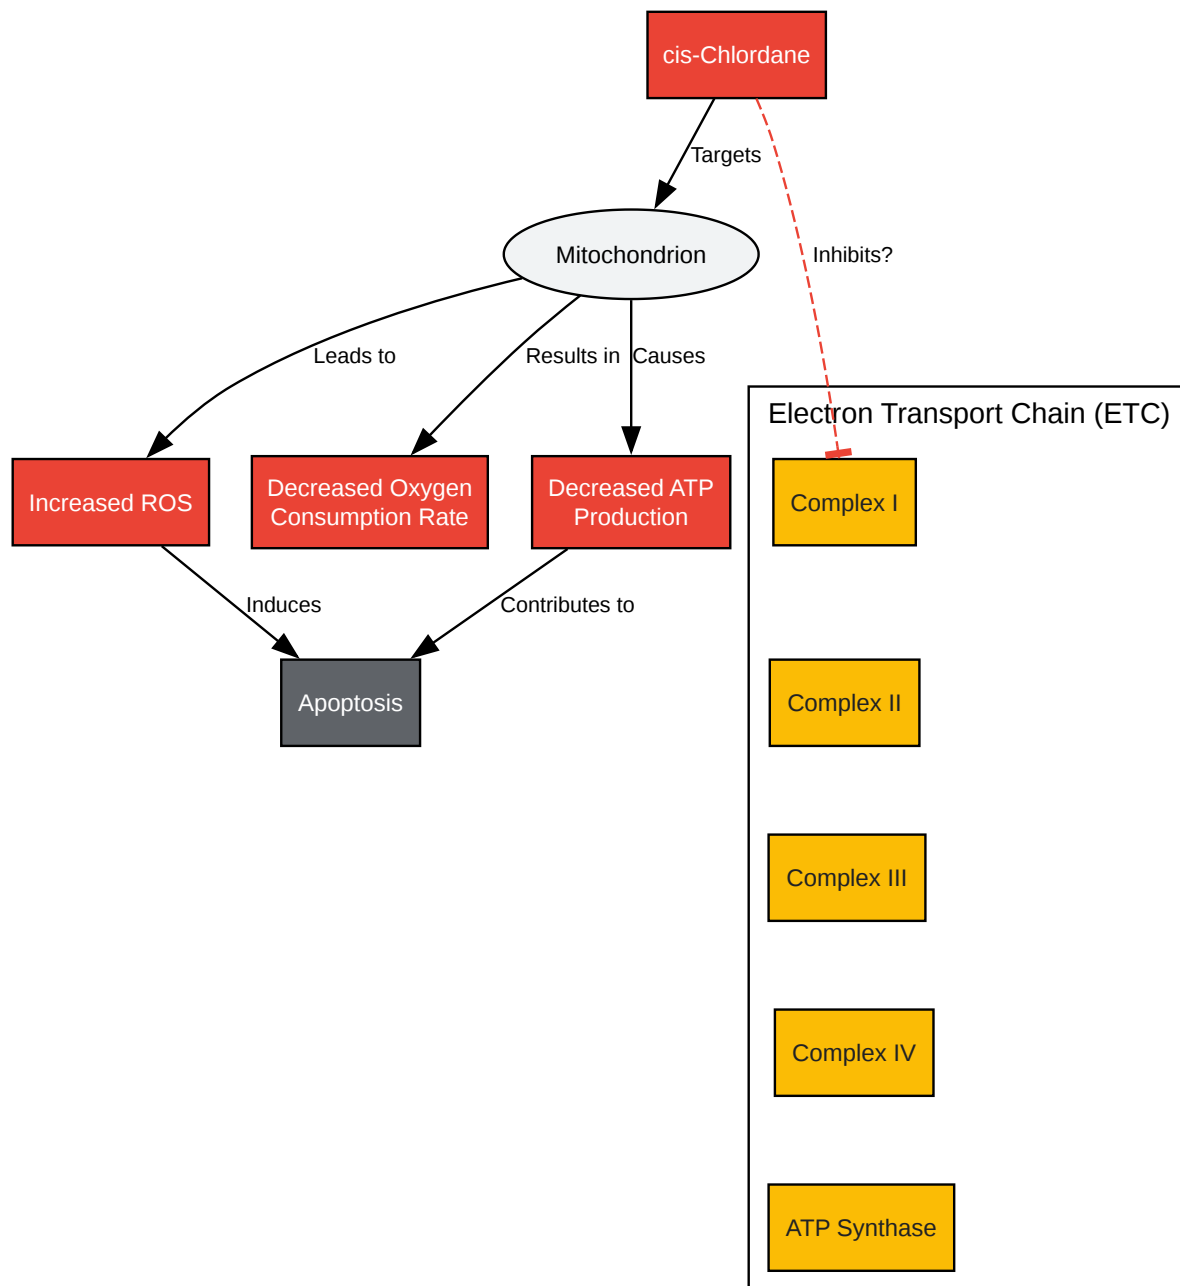 cis-Chlordane
Targets
Mitochondrion
Inhibits?
Leads to
Results in
Causes
Electron Transport Chain (ETC)
Increased ROS
Decreased Oxygen
Consumption Rate
Decreased ATP
Production
Complex I
Induces
Contributes to
Apoptosis
Complex II
Complex III
Complex IV
ATP Synthase